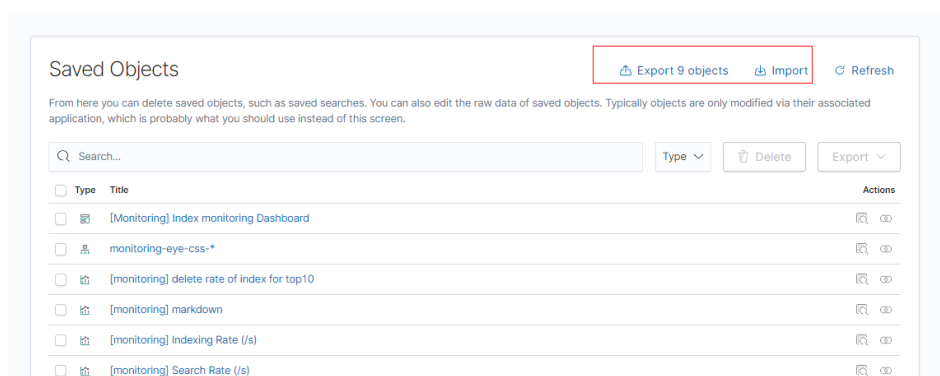 Saved Objects
Export 9 objects
Import
Refresh
From here you can delete saved objects, such as saved searches. You can also edit the raw data of saved objects. Typically objects are only modified via their associated
application, which is probably what you should use instead of this screen.
Search...
Type
Delete
Export
Type Title Actions
[Monitoring] Index monitoring Dashboard
monitoring-eye-css-*
[monitoring] delete rate of index for top10
[monitoring] markdown
[monitoring] Indexing Rate (/s)
[monitoring] Search Rate (/s)